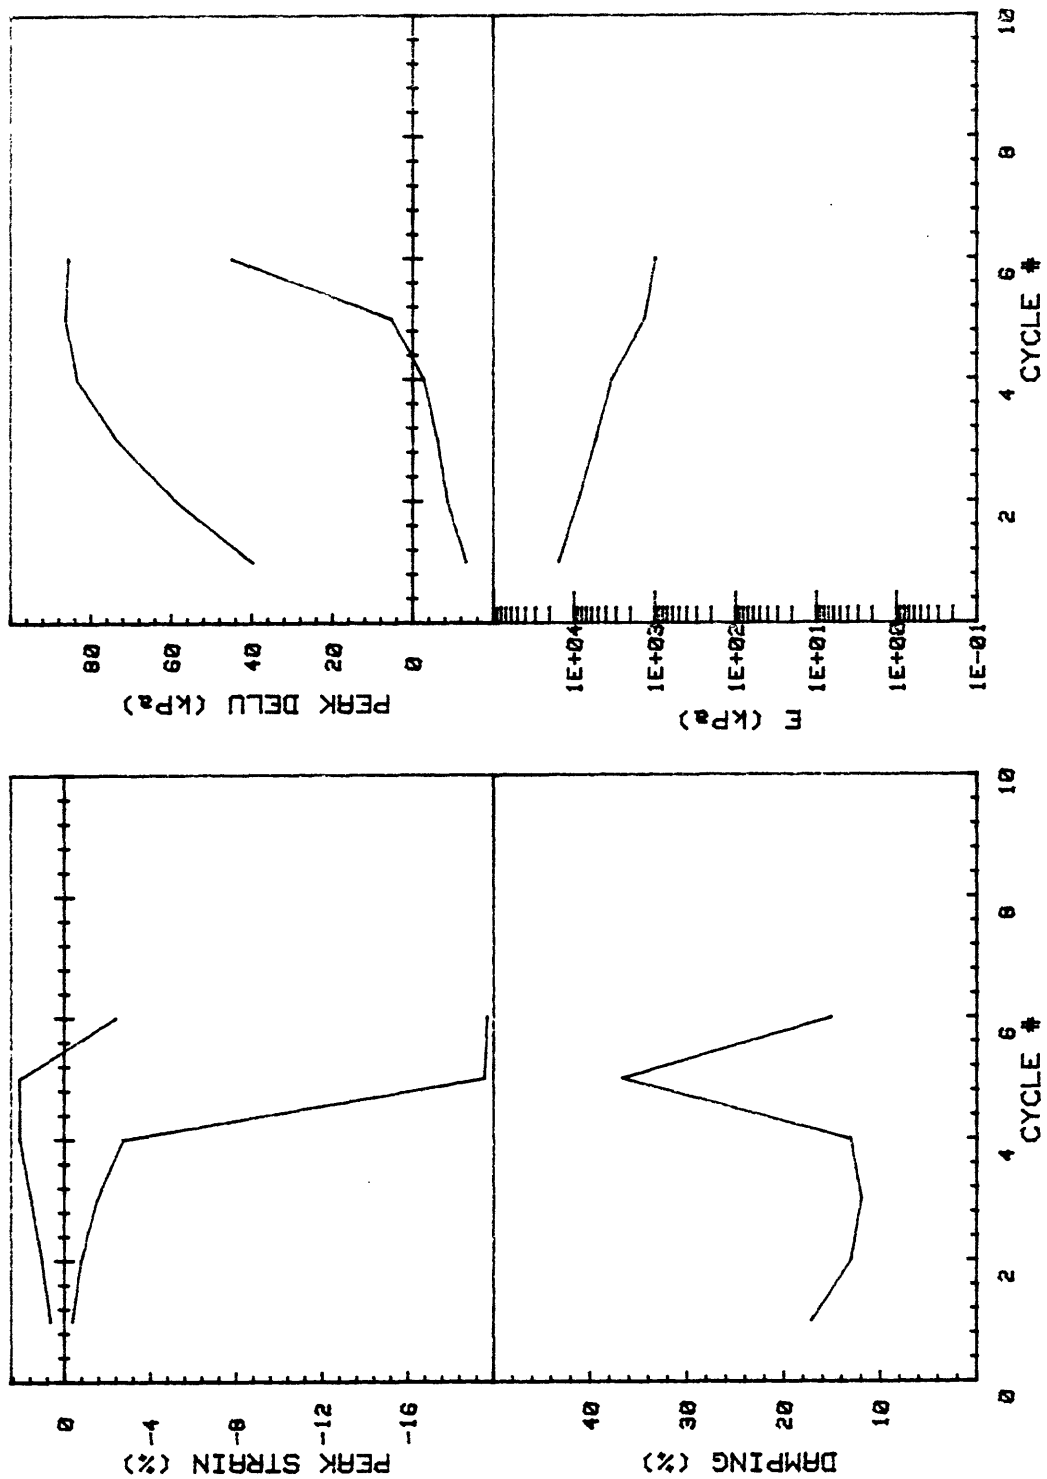 PEAK STRAIN (%)
0
-4
-8
-12
-16
DAMPING (%)
40
30
20
10
0
2
4
6
8
10
CYCLE #
PEAK DELU (kPa)
80
60
40
20
0
E (kPa)
1E+04
1E+03
1E+02
1E+01
1E+00
1E-01
2
4
6
8
10
CYCLE #